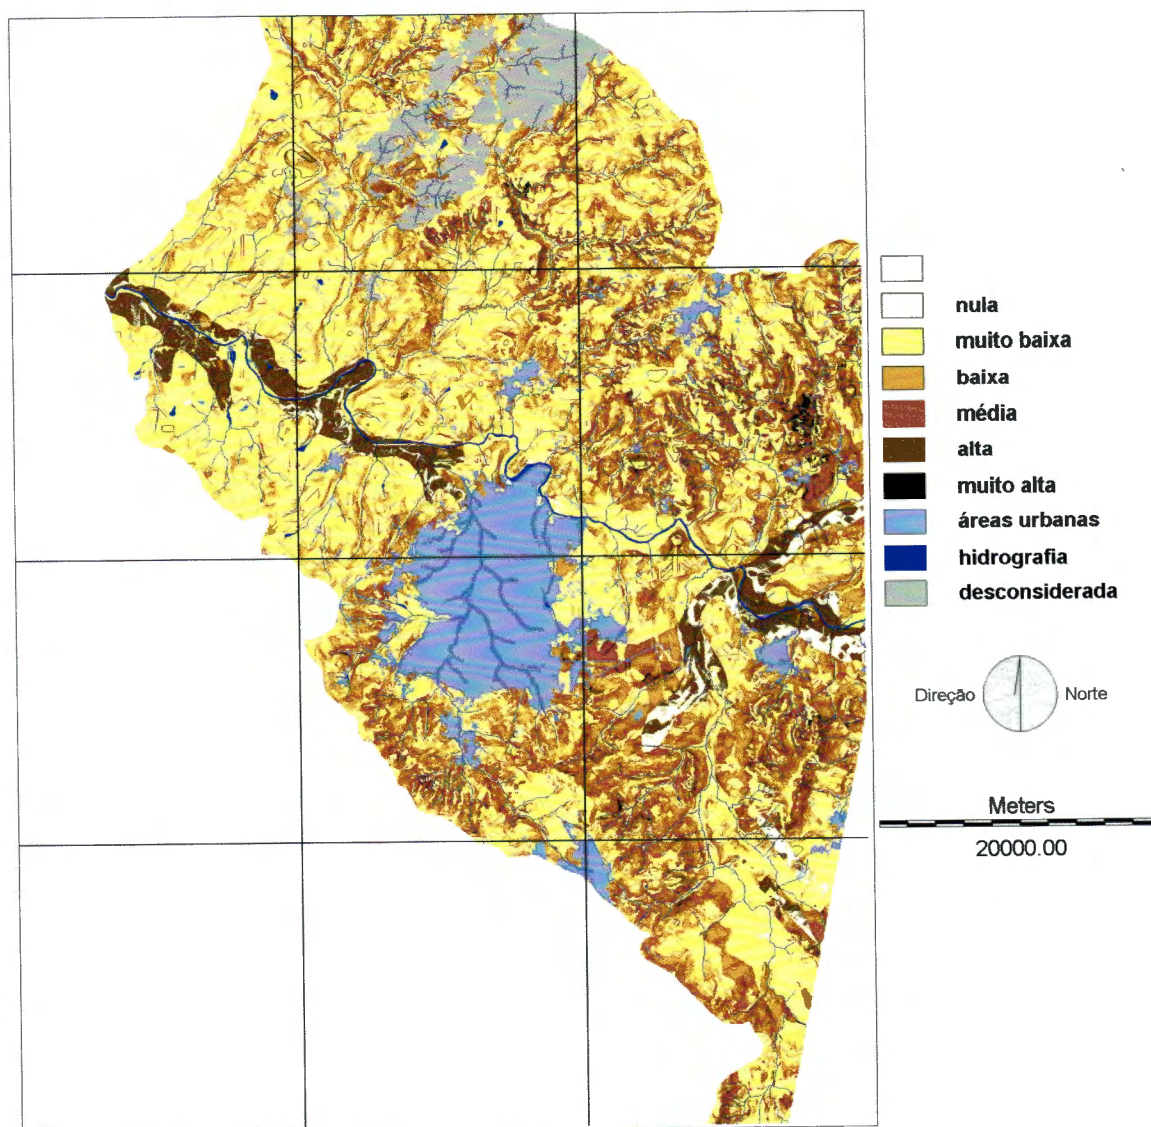 nula
muito baixa
baixa
média
alta
muito alta
áreas urbanas
hidrografia
desconsiderada
Direção Norte
Meters
20000.00